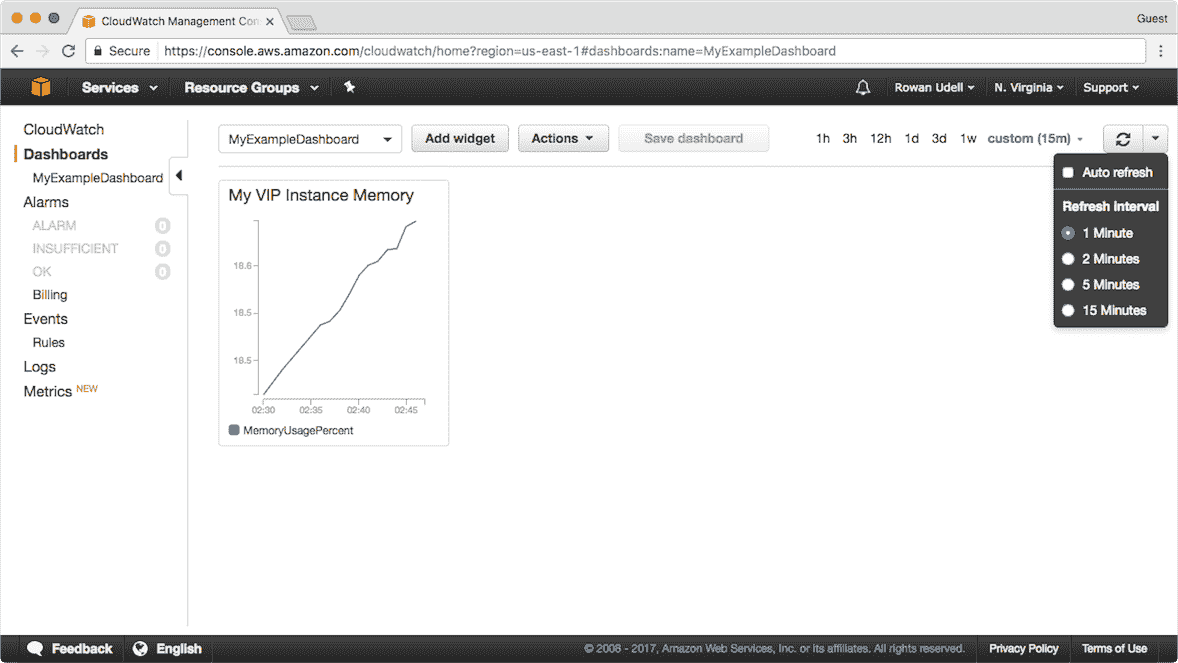 CloudWatch Management Con
Guest
Secure https://console.aws.amazon.com/cloudwatch/home?region=us-east-1#dashboards:name=MyExampleDashboard
Services Resource Groups Rowan Udell N. Virginia Support
CloudWatch
Dashboards
MyExampleDashboard
Alarms
ALARM 0
INSUFFICIENT 0
OK 0
Billing
Events
Rules
Logs
Metrics NEW
MyExampleDashboard Add widget Actions Save dashboard 1h 3h 12h 1d 3d 1w custom (15m)
Auto refresh
Refresh interval
1 Minute
2 Minutes
5 Minutes
15 Minutes
My VIP Instance Memory
18.6
18.5
18.5
02:30 02:35 02:40 02:45
MemoryUsagePercent
Feedback English © 2008 - 2017, Amazon Web Services, Inc. or its affiliates. All rights reserved. Privacy Policy Terms of Use